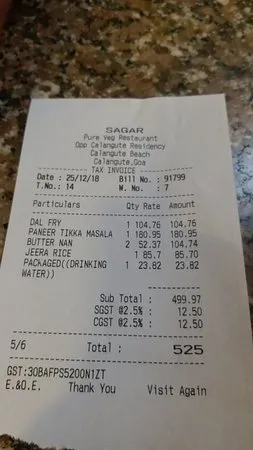 SAGAR
Pure Veg Restaurant
Opp Calangute Residency
Calangute Beach
Calangute,Goa
TAX INVOICE
Date : 25/12/18 Bill No. : 91799
T.No.: 14 W. No. : 7
Particulars Qty Rate Amount
DAL FRY 1 104.76 104.76
PANEER TIKKA MASALA 1 180.95 180.95
BUTTER NAN 2 52.37 104.74
JEERA RICE 1 85.7 85.70
PACKAGED((DRINKING 1 23.82 23.82
WATER))
Sub Total : 499.97
SGST @2.5% : 12.50
CGST @2.5% : 12.50
5/6 Total : 525
GST:30BAFPS5200N1ZT
E.&O.E. Thank You Visit Again